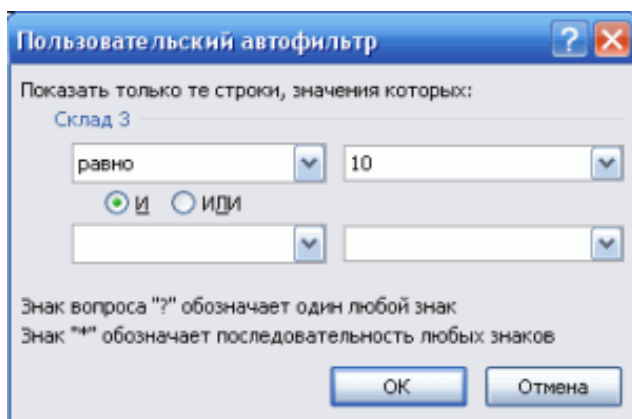 Пользовательский автофильтр
Показать только те строки, значения которых:
Склад 3
равно 10
И ИЛИ
Знак вопроса "?" обозначает один любой знак
Знак "*" обозначает последовательность любых знаков
ОК Отмена